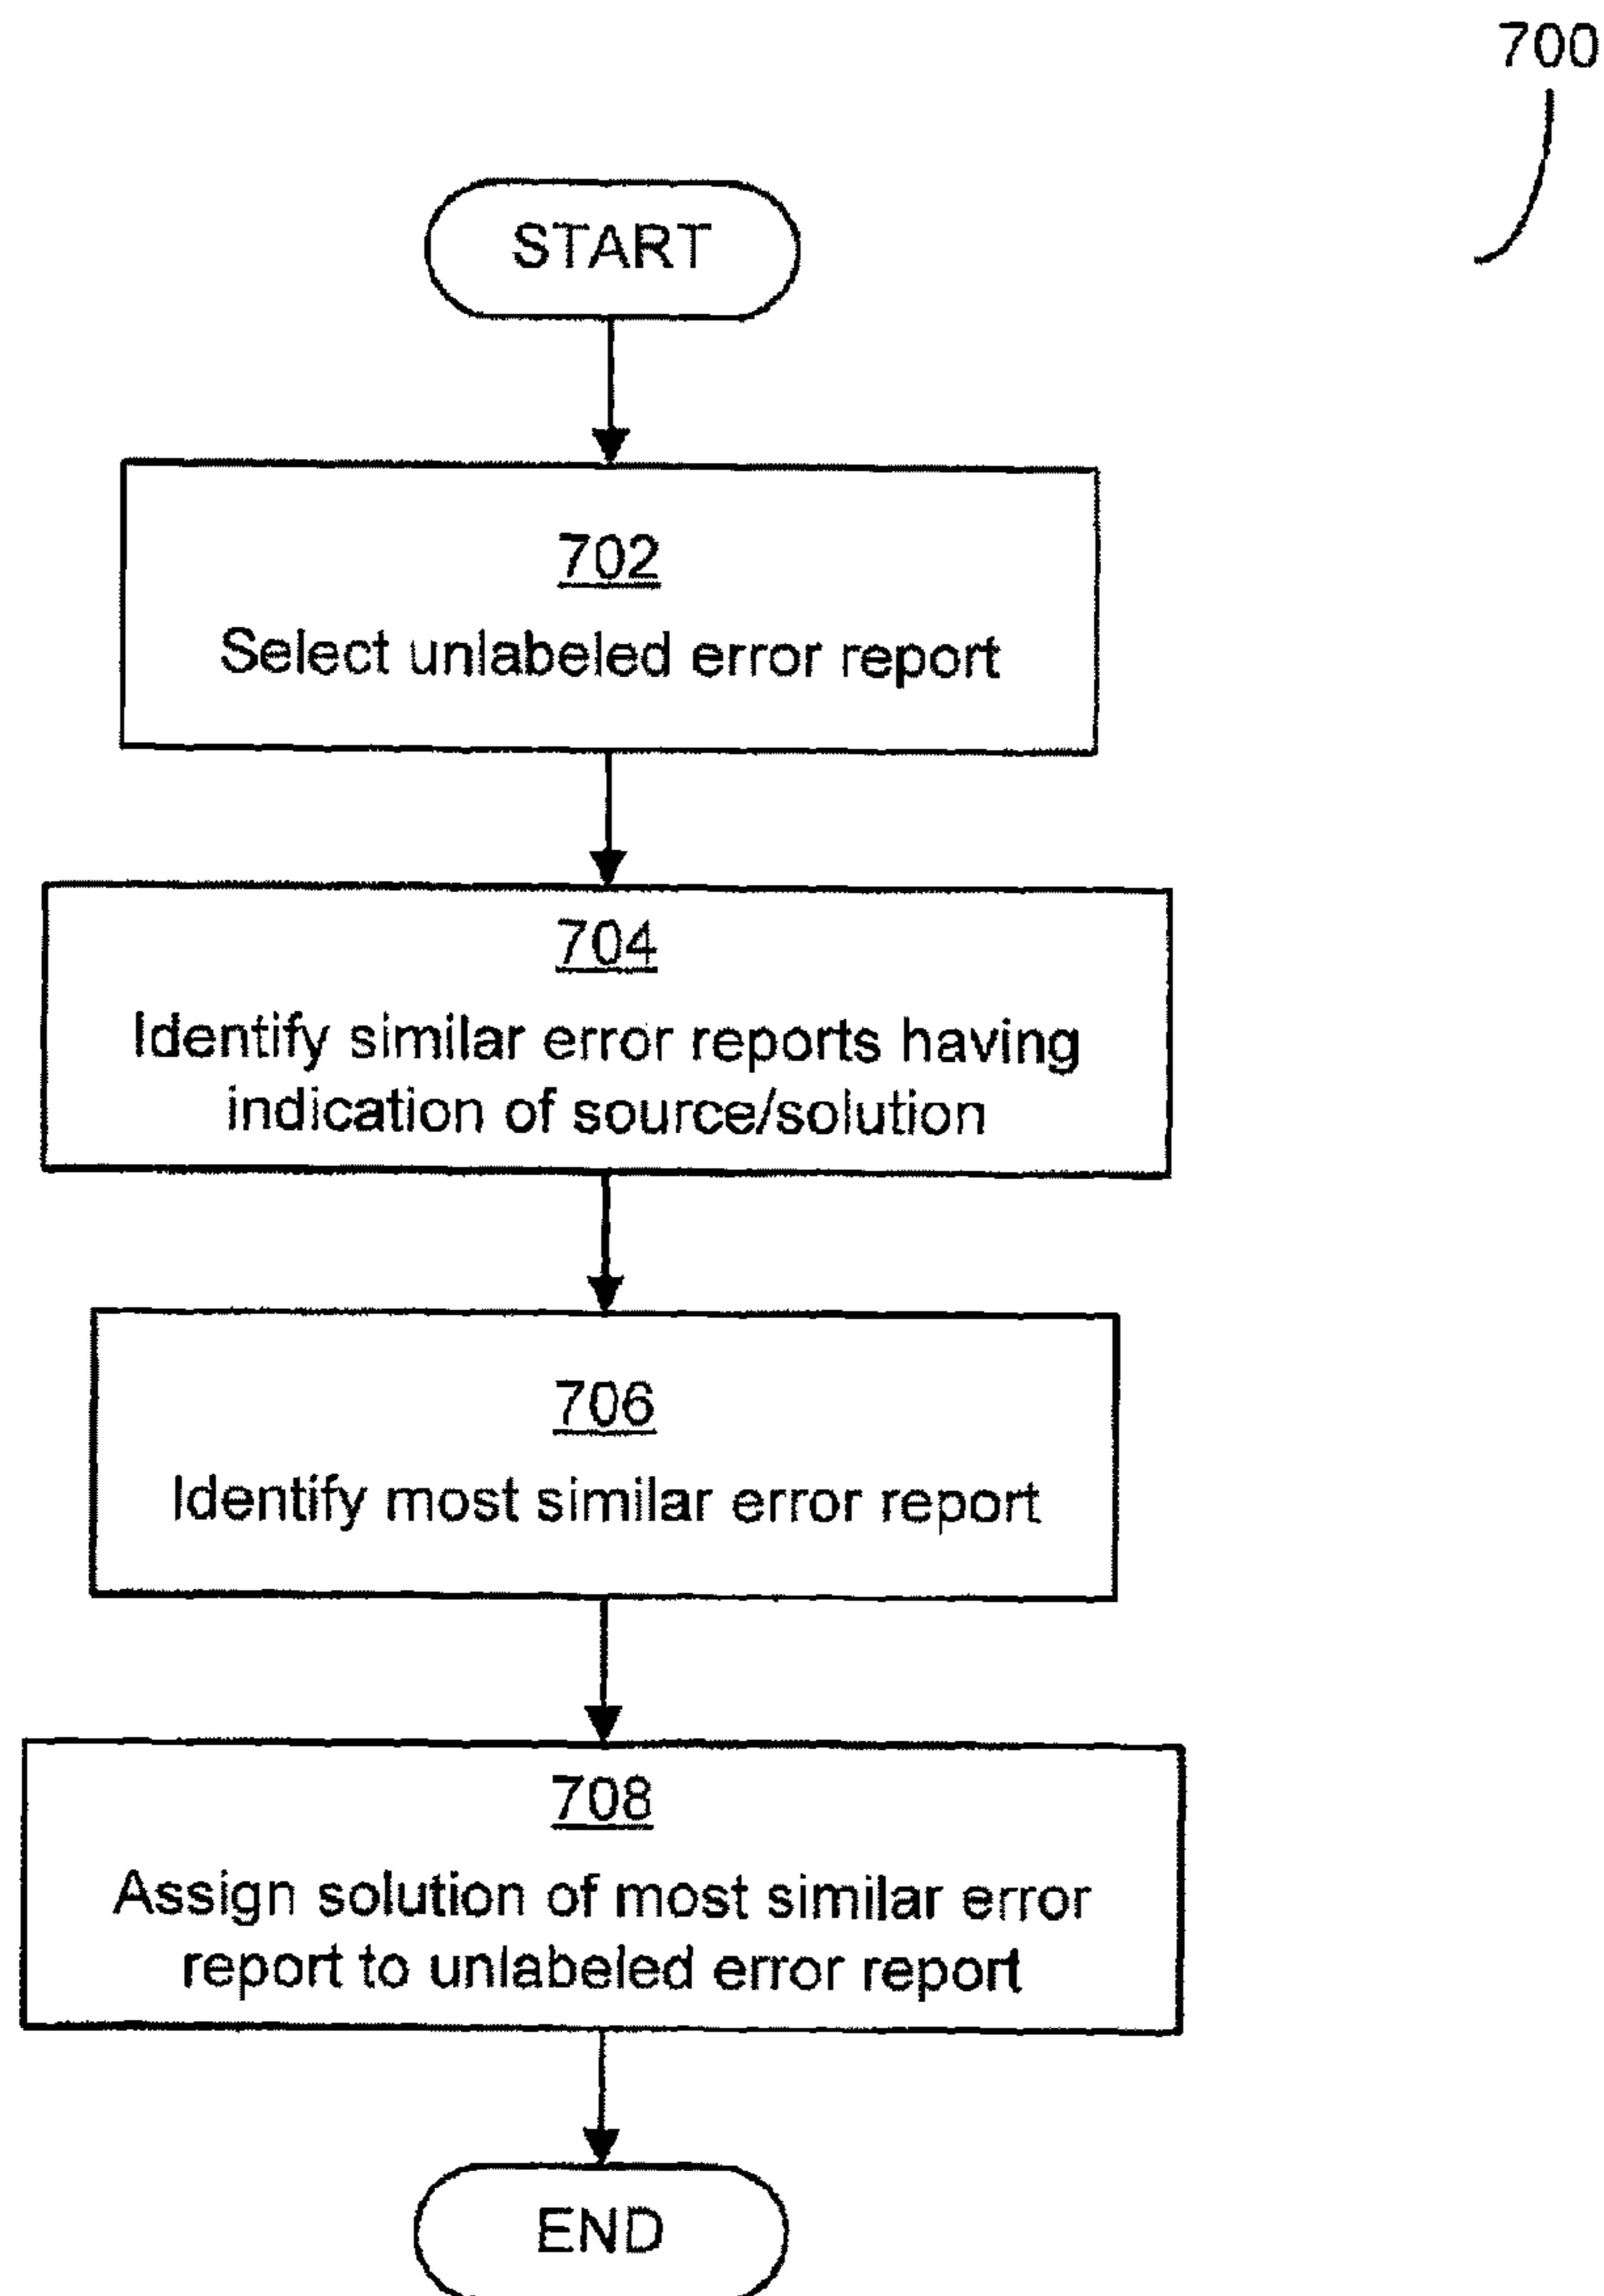 700
START
702
Select unlabeled error report
704
Identify similar error reports having
indication of source/solution
706
Identify most similar error report
708
Assign solution of most similar error
report to unlabeled error report
END